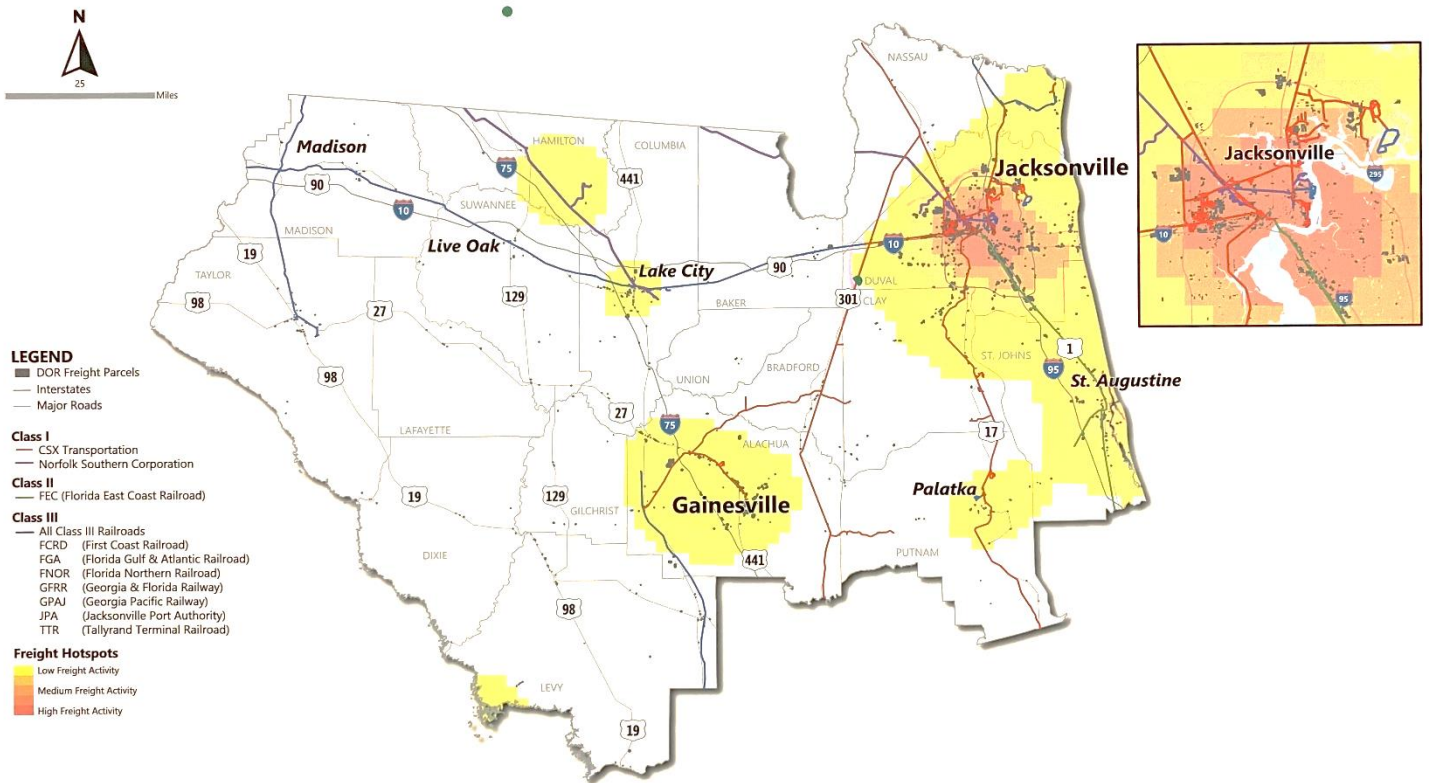 N
25
Miles
NASSAU
HAMILTON
COLUMBIA
Madison
75
441
Jacksonville
90
SUWANNEE
10
MADISON
Live Oak
10
19
Lake City
90
TAYLOR
DUVAL
98
129
BAKER
301
CLAY
27
1
ST. JOHNS
98
UNION
BRADFORD
95
St. Augustine
27
75
LAFAYETTE
ALACHUA
17
Palatka
19
129
Gainesville
GILCHRIST
DIXIE
441
PUTNAM
98
LEVY
19
Jacksonville
295
10
95
LEGEND
DOR Freight Parcels
Interstates
Major Roads
Class I
CSX Transportation
Norfolk Southern Corporation
Class II
FEC (Florida East Coast Railroad)
Class III
All Class III Railroads
FCRD (First Coast Railroad)
FGA (Florida Gulf & Atlantic Railroad)
FNOR (Florida Northern Railroad)
GFRR (Georgia & Florida Railway)
GPAJ (Georgia Pacific Railway)
JPA (Jacksonville Port Authority)
TTR (Tallyrand Terminal Railroad)
Freight Hotspots
Low Freight Activity
Medium Freight Activity
High Freight Activity